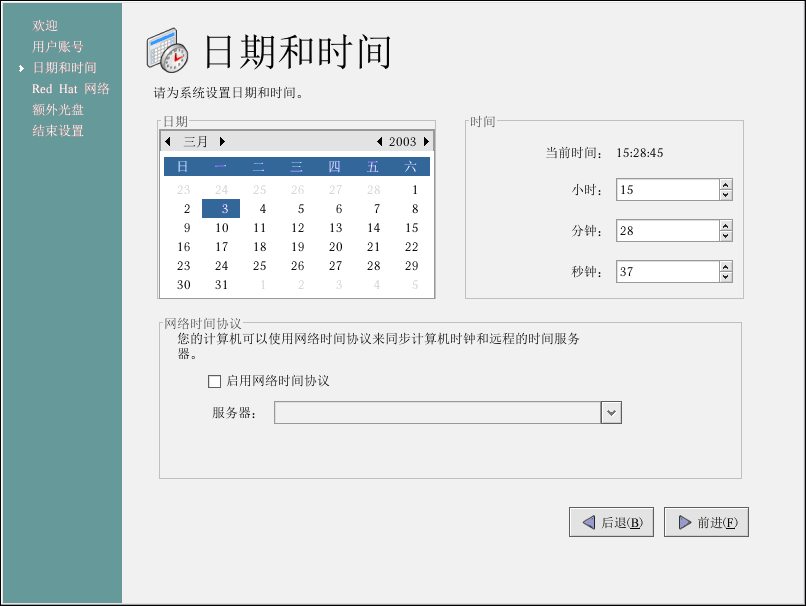 欢迎
用户账号
日期和时间
Red Hat 网络
额外光盘
结束设置
日期和时间
请为系统设置日期和时间。
日期
三月 2003
日 一 二 三 四 五 六
23 24 25 26 27 28 1
2 3 4 5 6 7 8
9 10 11 12 13 14 15
16 17 18 19 20 21 22
23 24 25 26 27 28 29
30 31 1 2 3 4 5
时间
当前时间： 15:28:45
小时： 15
分钟： 28
秒钟： 37
网络时间协议
您的计算机可以使用网络时间协议来同步计算机时钟和远程的时间服务
器。
启用网络时间协议
服务器：
后退(B)
前进(F)